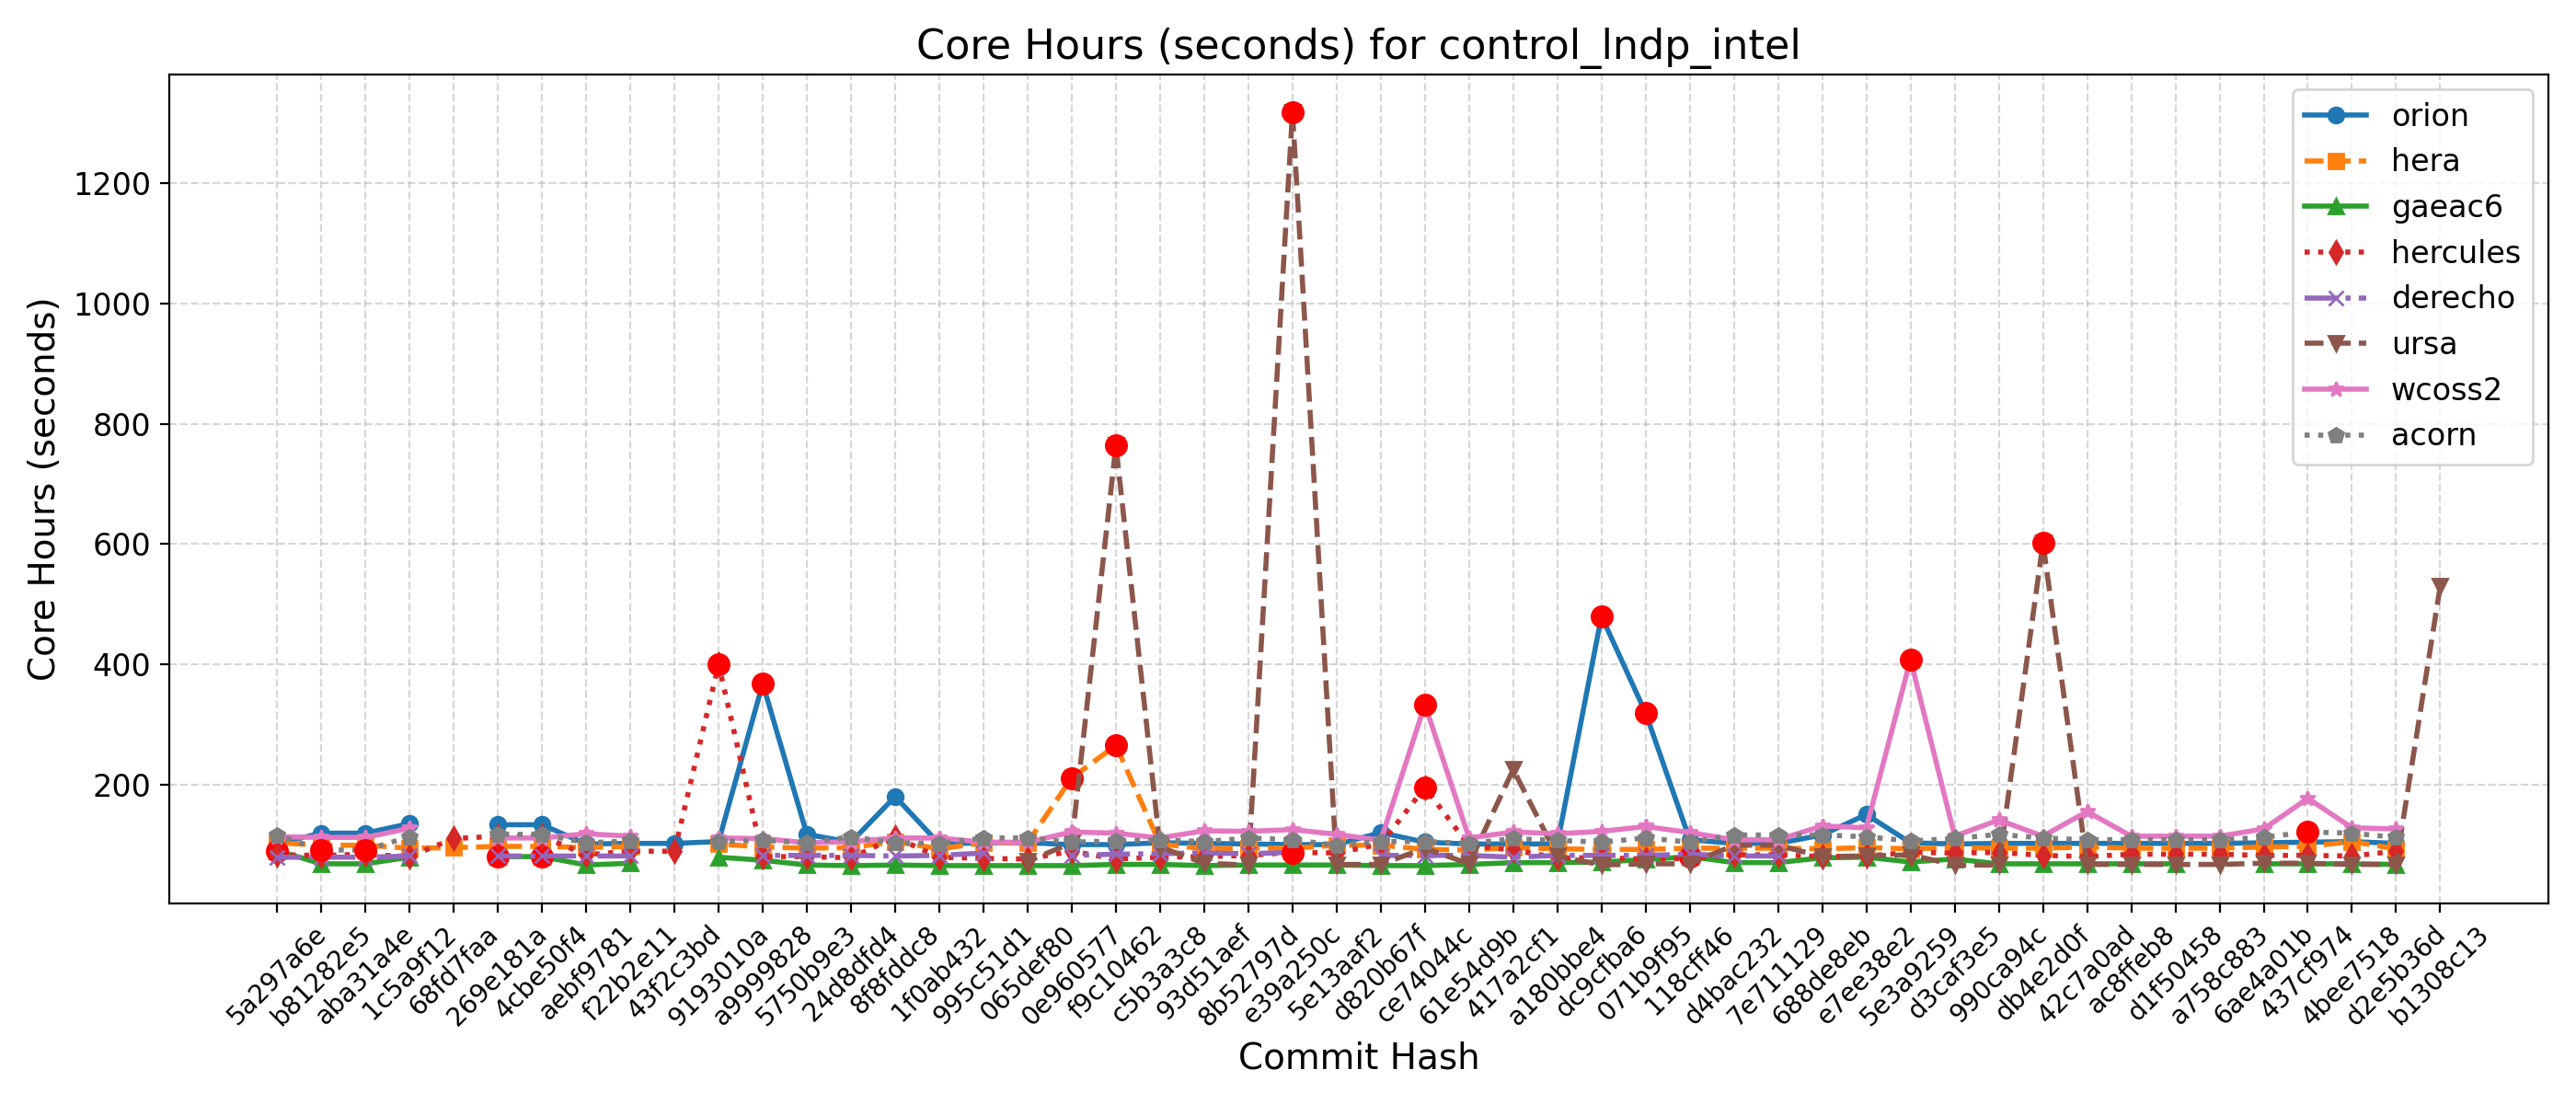 Core Hours (seconds) for control_lndp_intel
Core Hours (seconds)
1200
1000
800
600
400
200
orion
hera
gaeac6
hercules
derecho
ursa
wcoss2
acorn
5a297a6e
b81282e5
aba31a4e
1c5a9f12
68fd7faa
269e181a
4cbe50f4
aebf9781
f22b2e11
43f2c3bd
9193010a
a9999828
5750b9e3
24d8dfd4
8f8fddc8
1f0ab432
995c51d1
065def80
0e960577
f9c10462
c5b3a3c8
93d51aef
8b52797d
e39a250c
5e13aaf2
d820b67f
ce74044c
61e54d9b
417a2cf1
a180bbe4
dc9cfba6
071b9f95
118cff46
d4bac232
7e711129
688dde8eb
e7ee38e2
5e3a9259
d3caf3e5
990ca94c
db4e2d0f
42c7a0ad
ac8ffeb8
d1f50458
a758c883
6ae4a01b
437cf974
4bee7518
d2e5b36d
b1308c13
Commit Hash